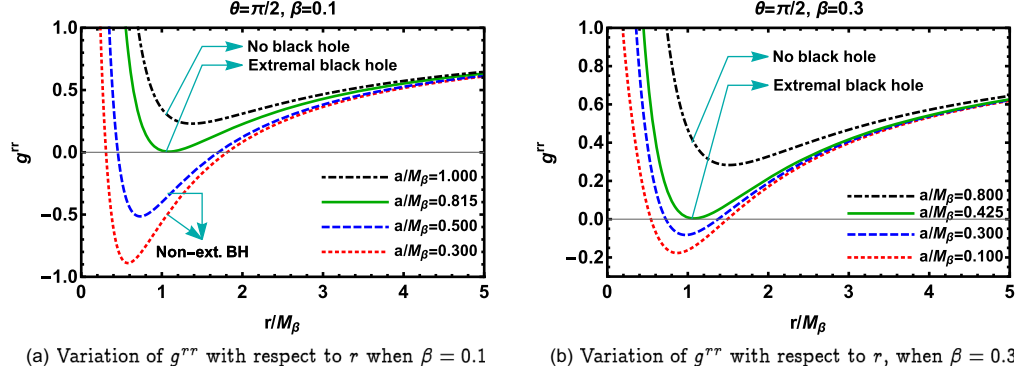 θ=π/2, β=0.1
1.0
0.5
0.0
−0.5
−1.0
g^rr
No black hole
Extremal black hole
Non−ext. BH
a/M_β=1.000
a/M_β=0.815
a/M_β=0.500
a/M_β=0.300
0 1 2 3 4 5
r/M_β
(a) Variation of g^rr with respect to r when β = 0.1
θ=π/2, β=0.3
1.0
0.8
0.6
0.4
0.2
0.0
−0.2
g^rr
No black hole
Extremal black hole
a/M_β=0.800
a/M_β=0.425
a/M_β=0.300
a/M_β=0.100
0 1 2 3 4 5
r/M_β
(b) Variation of g^rr with respect to r, when β = 0.3